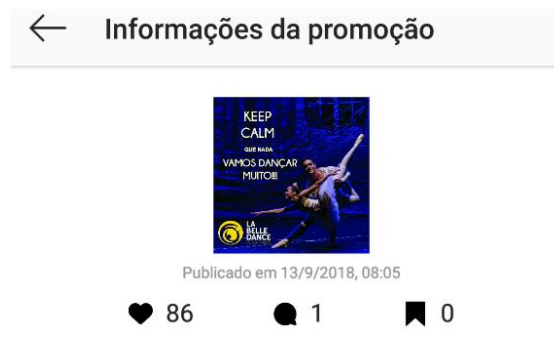 Informações da promoção
KEEP
CALM
QUE NADA
VAMOS DANÇAR
MUITO!!!
LA
BELLE
DANCE
Publicado em 13/9/2018, 08:05
86
1
0